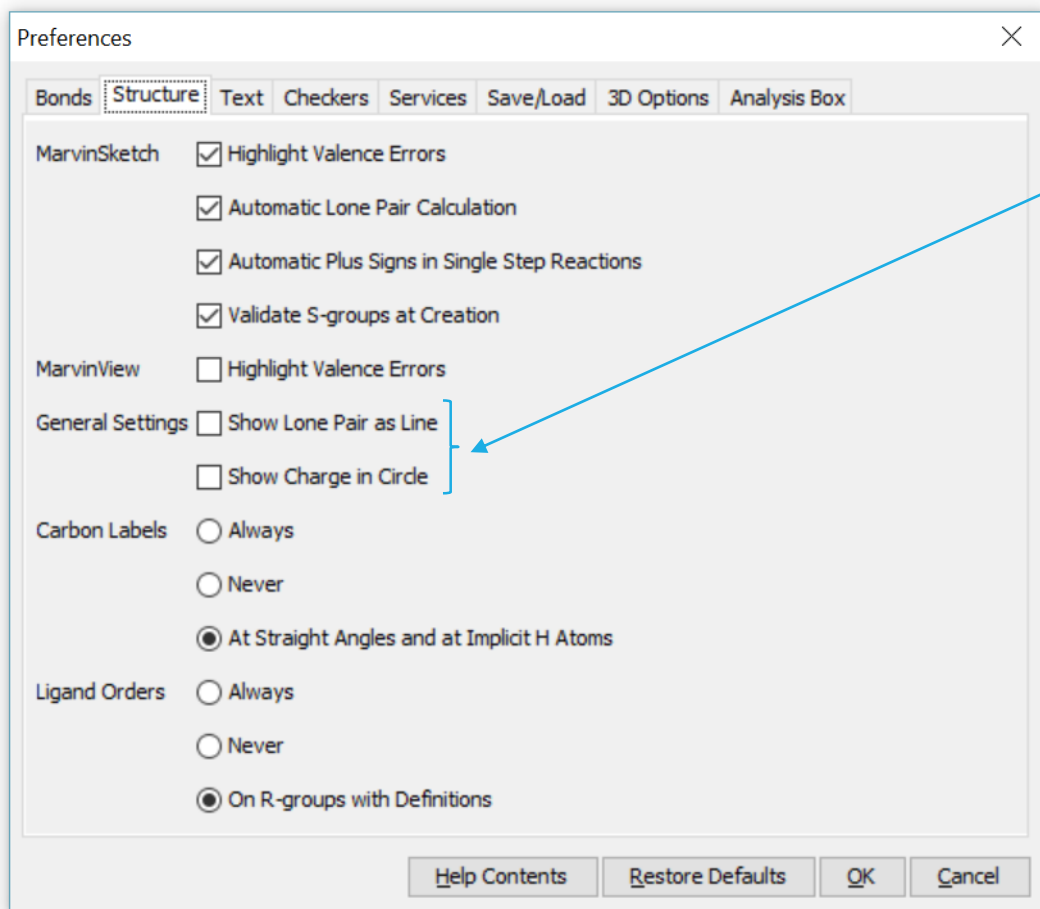 Preferences
Bonds Structure Text Checkers Services Save/Load 3D Options Analysis Box
MarvinSketch Highlight Valence Errors
Automatic Lone Pair Calculation
Automatic Plus Signs in Single Step Reactions
Validate S-groups at Creation
MarvinView Highlight Valence Errors
General Settings Show Lone Pair as Line
Show Charge in Circle
Carbon Labels Always
Never
At Straight Angles and at Implicit H Atoms
Ligand Orders Always
Never
On R-groups with Definitions
Help Contents Restore Defaults OK Cancel